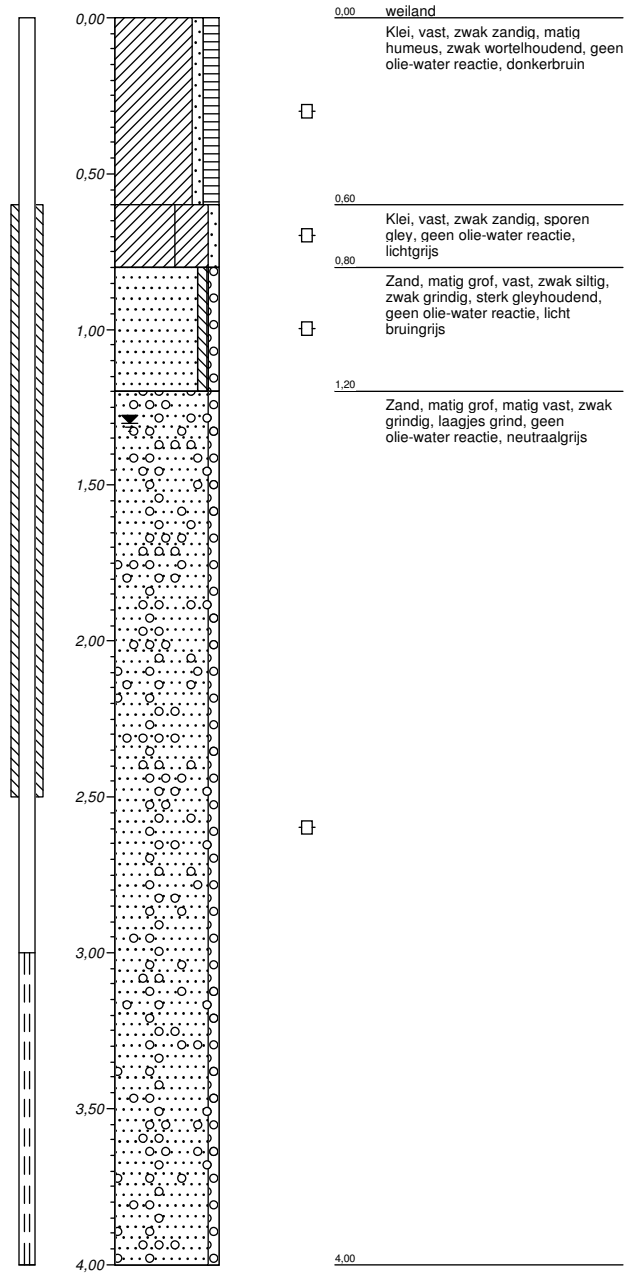 0,00
0,50
1,00
1,50
2,00
2,50
3,00
3,50
4,00
0,00 weiland
Klei, vast, zwak zandig, matig
humeus, zwak wortelhoudend, geen
olie-water reactie, donkerbruin
0,60
Klei, vast, zwak zandig, sporen
gley, geen olie-water reactie,
lichtgrijs
0,80
Zand, matig grof, vast, zwak siltig,
zwak grindig, sterk gleyhoudend,
geen olie-water reactie, licht
bruingrijs
1,20
Zand, matig grof, matig vast, zwak
grindig, laagjes grind, geen
olie-water reactie, neutraalgrijs
4,00